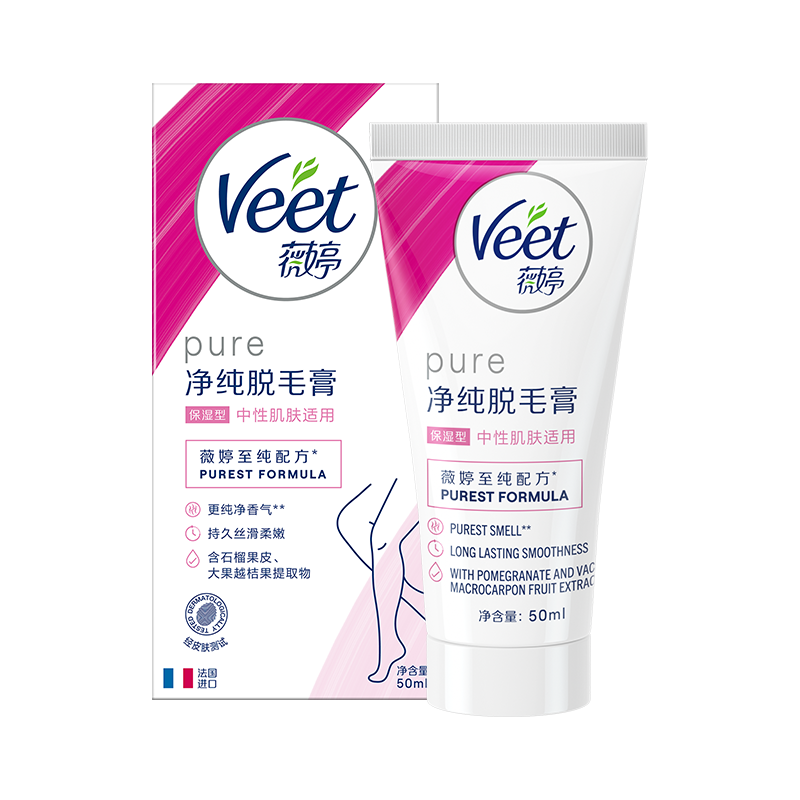 Veet
薇婷
pure
净纯脱毛膏
保湿型 中性肌肤适用
薇婷至纯配方*
PUREST FORMULA
更纯净香气**
持久丝滑柔嫩
含石榴果皮、
大果越桔果提取物
DERMATOLOGICALLY TESTED
经皮肤测试
法国
进口
净含量
50ml
Veet
薇婷
pure
净纯脱毛膏
保湿型 中性肌肤适用
薇婷至纯配方*
PUREST FORMULA
PUREST SMELL**
LONG LASTING SMOOTHNESS
WITH POMEGRANATE AND VAC
MACROCARPON FRUIT EXTRAC
净含量: 50ml